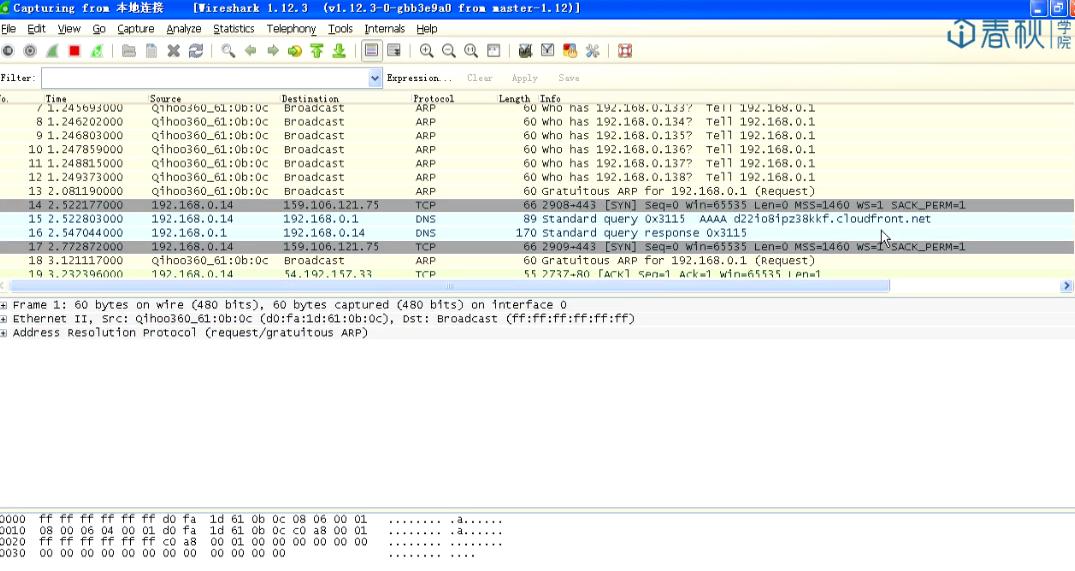 Capturing from 本地连接    [Wireshark 1.12.3  (v1.12.3-0-gbb3e9a0 from master-1.12)]
File Edit View Go Capture Analyze Statistics Telephony Tools Internals Help
春秋 学院
Filter: Expression... Clear Apply Save
No. Time Source Destination Protocol Length Info
7 1.245693000 Qihoo360_61:0b:0c Broadcast ARP 60 Who has 192.168.0.133?  Tell 192.168.0.1
8 1.246202000 Qihoo360_61:0b:0c Broadcast ARP 60 Who has 192.168.0.134?  Tell 192.168.0.1
9 1.246803000 Qihoo360_61:0b:0c Broadcast ARP 60 Who has 192.168.0.135?  Tell 192.168.0.1
10 1.247859000 Qihoo360_61:0b:0c Broadcast ARP 60 Who has 192.168.0.136?  Tell 192.168.0.1
11 1.248815000 Qihoo360_61:0b:0c Broadcast ARP 60 Who has 192.168.0.137?  Tell 192.168.0.1
12 1.249373000 Qihoo360_61:0b:0c Broadcast ARP 60 Who has 192.168.0.138?  Tell 192.168.0.1
13 2.081190000 Qihoo360_61:0b:0c Broadcast ARP 60 Gratuitous ARP for 192.168.0.1 (Request)
14 2.522177000 192.168.0.14 159.106.121.75 TCP 66 2908→443 [SYN] Seq=0 Win=65535 Len=0 MSS=1460 WS=1 SACK_PERM=1
15 2.522803000 192.168.0.14 192.168.0.1 DNS 89 Standard query 0x3115  AAAA d22io8ipz38kkf.cloudfront.net
16 2.547044000 192.168.0.1 192.168.0.14 DNS 170 Standard query response 0x3115
17 2.772872000 192.168.0.14 159.106.121.75 TCP 66 2909→443 [SYN] Seq=0 Win=65535 Len=0 MSS=1460 WS=1 SACK_PERM=1
18 3.121117000 Qihoo360_61:0b:0c Broadcast ARP 60 Gratuitous ARP for 192.168.0.1 (Request)
19 3.232396000 192.168.0.14 54.192.157.33 TCP 55 2737→80 [ACK] Seq=1 Ack=1 Win=65535 Len=1
Frame 1: 60 bytes on wire (480 bits), 60 bytes captured (480 bits) on interface 0
Ethernet II, Src: Qihoo360_61:0b:0c (d0:fa:1d:61:0b:0c), Dst: Broadcast (ff:ff:ff:ff:ff:ff)
Address Resolution Protocol (request/gratuitous ARP)
0000 ff ff ff ff ff ff d0 fa 1d 61 0b 0c 08 06 00 01 ........ .a......
0010 08 00 06 04 00 01 d0 fa 1d 61 0b 0c c0 a8 00 01 ........ .a......
0020 ff ff ff ff ff ff c0 a8 00 01 00 00 00 00 00 00 ........ ........
0030 00 00 00 00 00 00 00 00 00 00 00 00 ........ ....